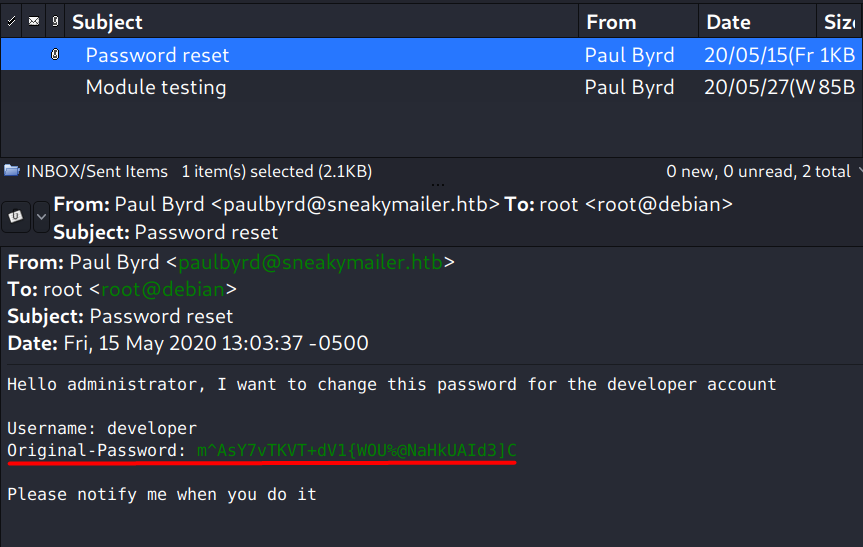 Subject From Date Siz
Password reset Paul Byrd 20/05/15(Fr 1KB
Module testing Paul Byrd 20/05/27(W 85B
INBOX/Sent Items 1 item(s) selected (2.1KB) 0 new, 0 unread, 2 total
From: Paul Byrd <paulbyrd@sneakymailer.htb> To: root <root@debian>
Subject: Password reset
From: Paul Byrd <paulbyrd@sneakymailer.htb>
To: root <root@debian>
Subject: Password reset
Date: Fri, 15 May 2020 13:03:37 -0500
Hello administrator, I want to change this password for the developer account
Username: developer
Original-Password: m^AsY7vTKVT+dV1{WOU%@NaHkUAId3]C
Please notify me when you do it